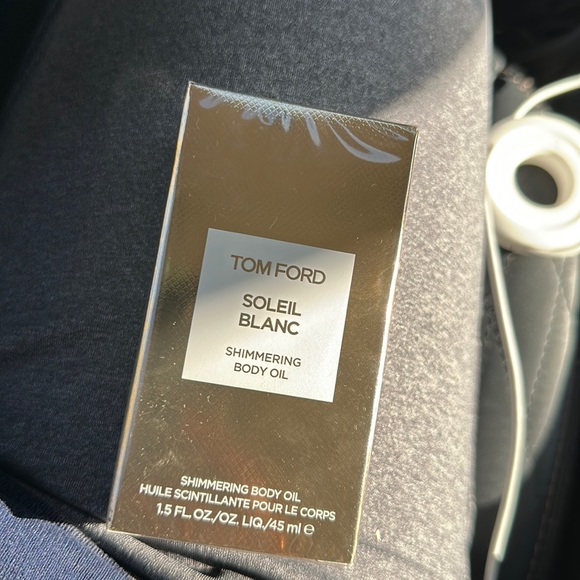 TOM FORD
SOLEIL
BLANC
SHIMMERING
BODY OIL
SHIMMERING BODY OIL
HUILE SCINTILLANTE POUR LE CORPS
1.5 FL.OZ./OZ. LIQ./45 ml e